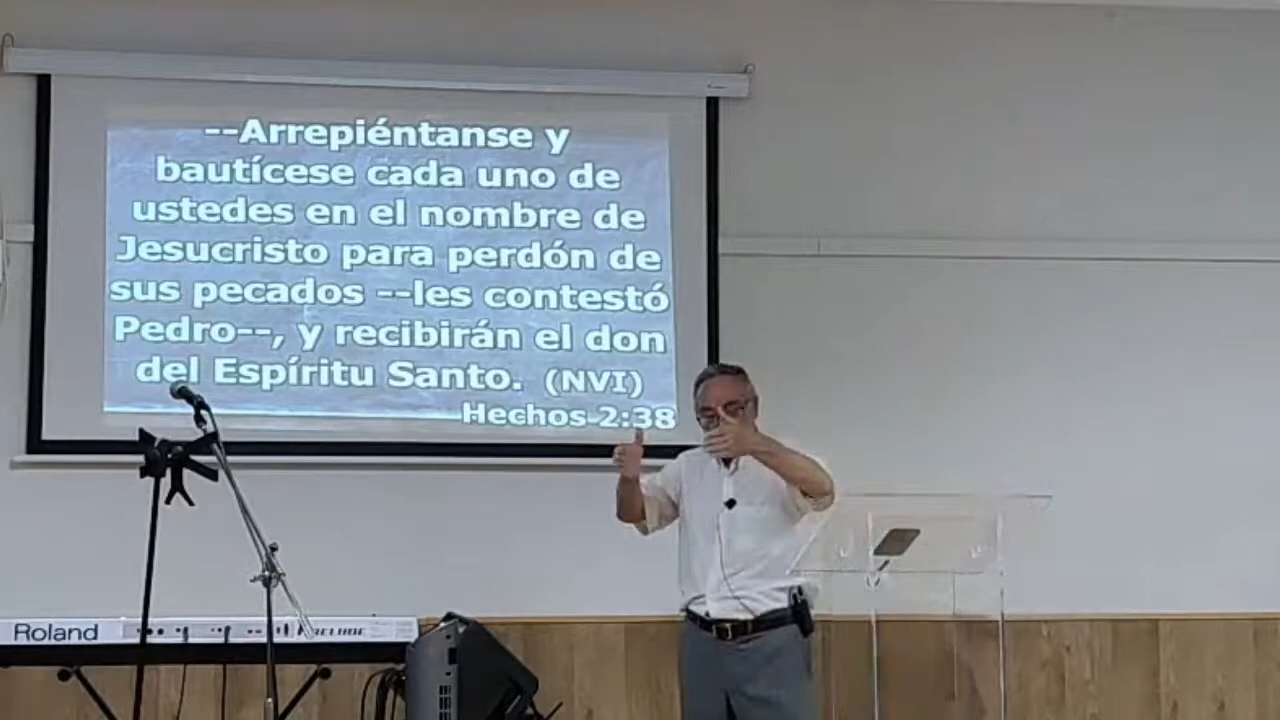 --Arrepiéntanse y
bautícese cada uno de
ustedes en el nombre de
Jesucristo para perdón de
sus pecados --les contestó
Pedro--, y recibirán el don
del Espíritu Santo. (NVI)
Hechos 2:38
Roland
PRELUDE